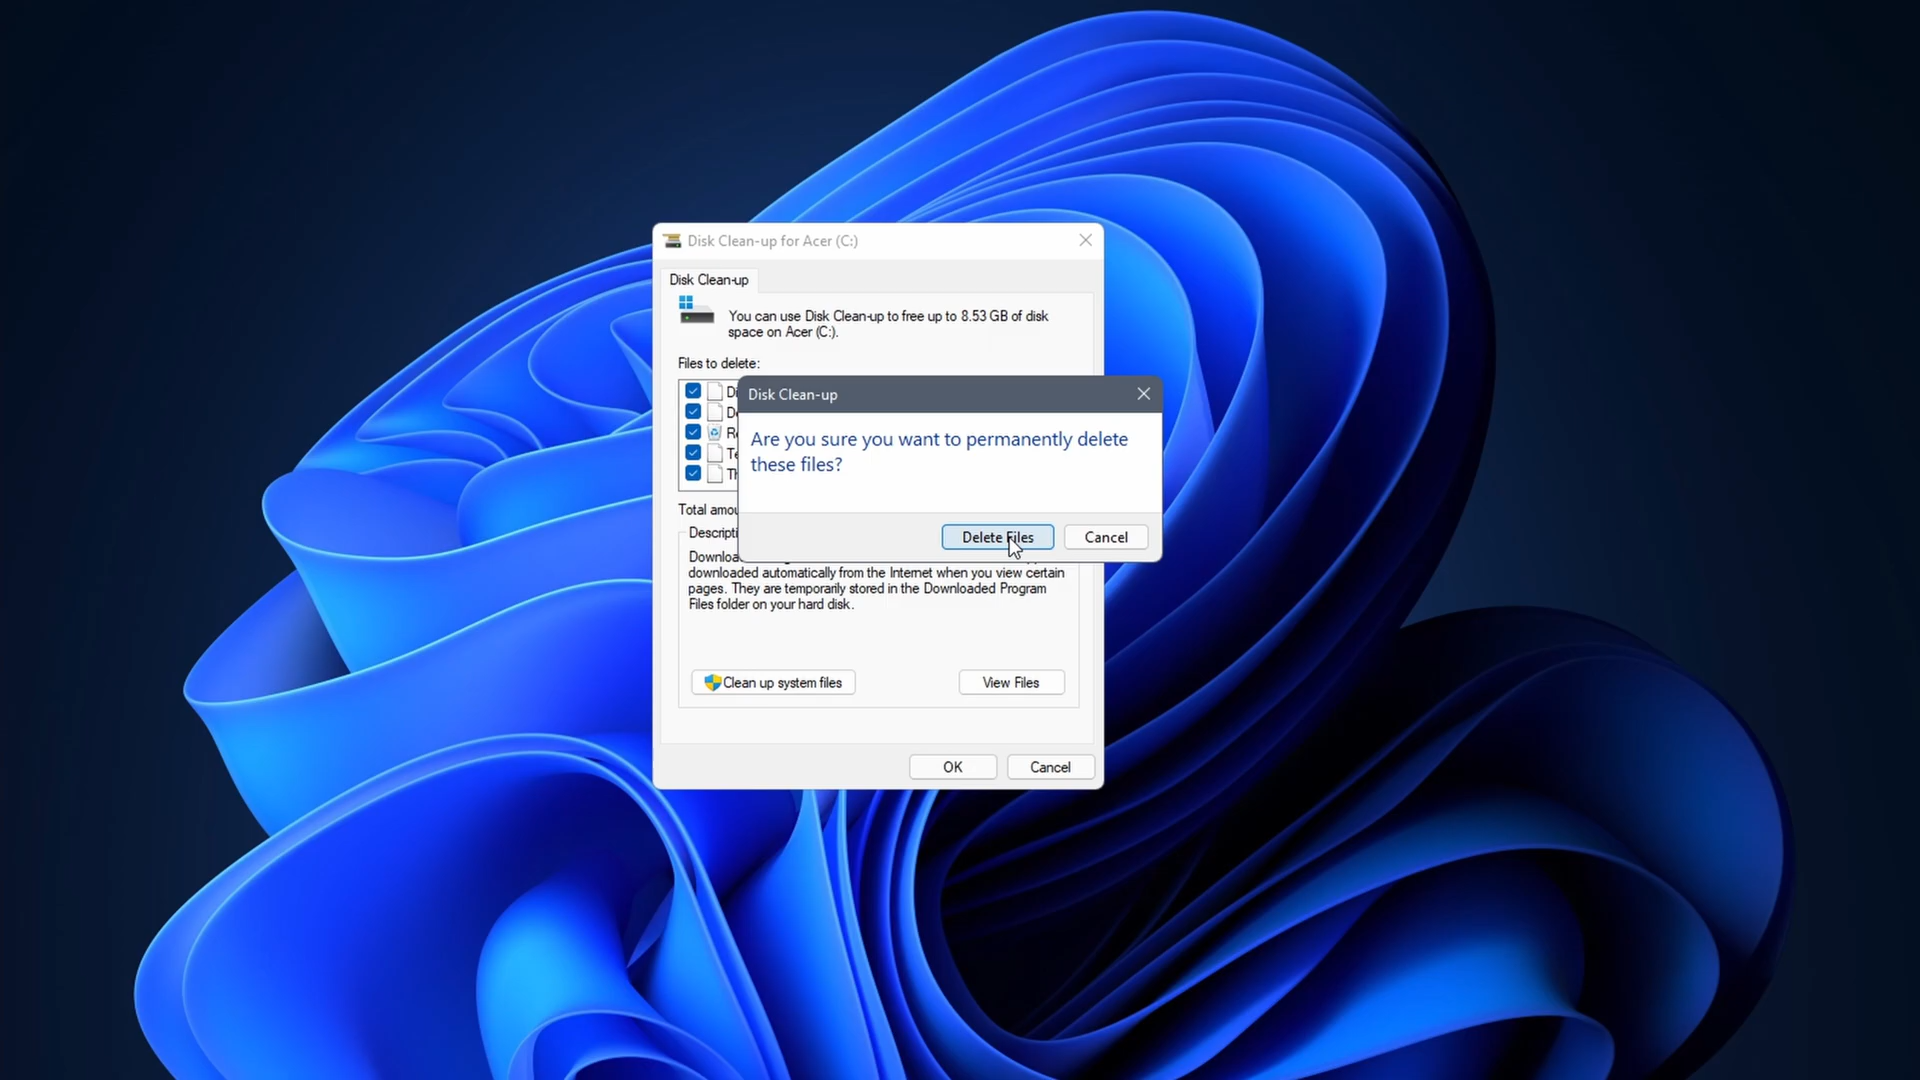 Disk Clean-up for Acer (C:)
Disk Clean-up
You can use Disk Clean-up to free up to 8.53 GB of disk
space on Acer (C:).
Files to delete:
Disk Clean-up
Are you sure you want to permanently delete
these files?
Total
Delete Files
Cancel
downloaded automatically from the Internet when you view certain
pages. They are temporarily stored in the Downloaded Program
Files folder on your hard disk.
Clean up system files
View Files
OK
Cancel